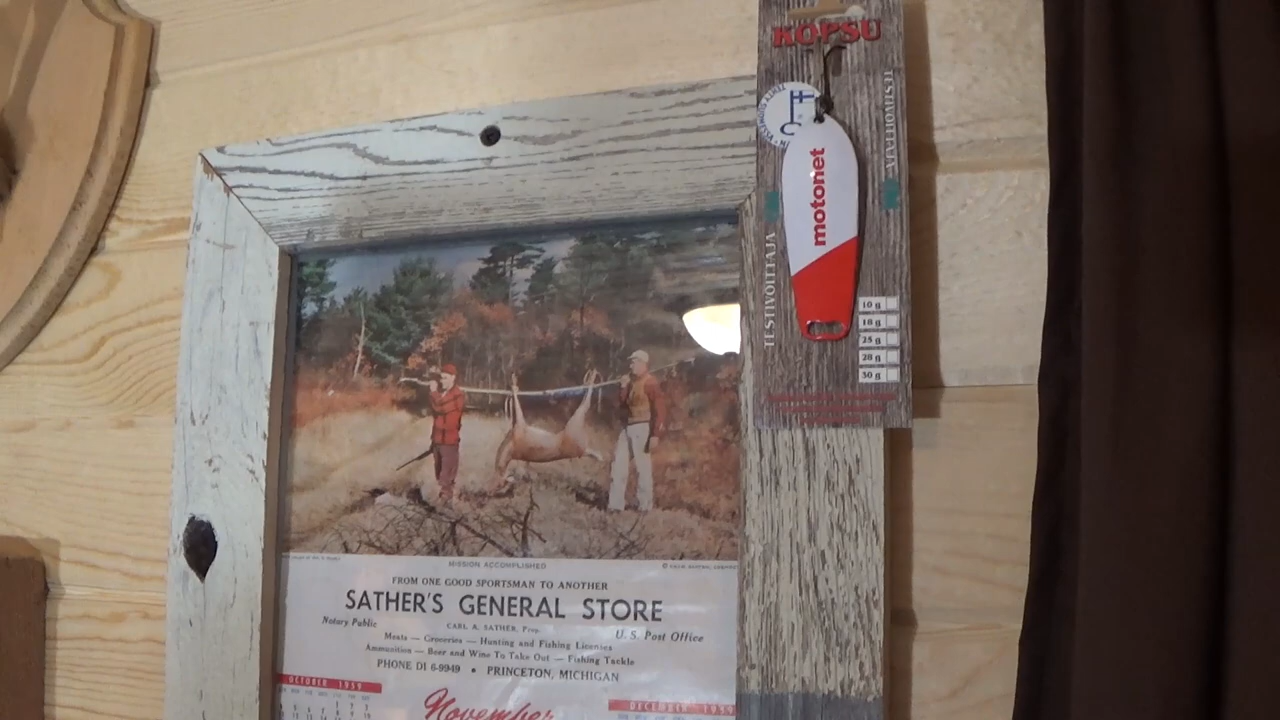 KOPSU
motonet
TESTIVOITTAJA
TESTIVOITTAJA
10 g
18 g
25 g
28 g
30 g
MISSION ACCOMPLISHED
FROM ONE GOOD SPORTSMAN TO ANOTHER
SATHER'S GENERAL STORE
Notary Public
CARL A. SATHER, Prop.
U. S. Post Office
Meats — Groceries — Hunting and Fishing Licenses
Ammunition — Beer and Wine To Take Out — Fishing Tackle
PHONE DI 6-9949 • PRINCETON, MICHIGAN
OCTOBER 1959
November
DECEMBER 1959